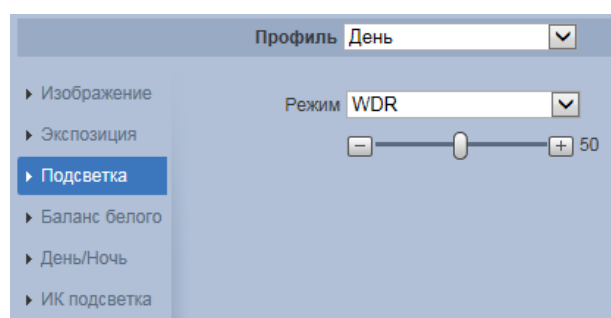 Профиль День
Изображение
Режим WDR
Экспозиция
50
Подсветка
Баланс белого
День/Ночь
ИК подсветка